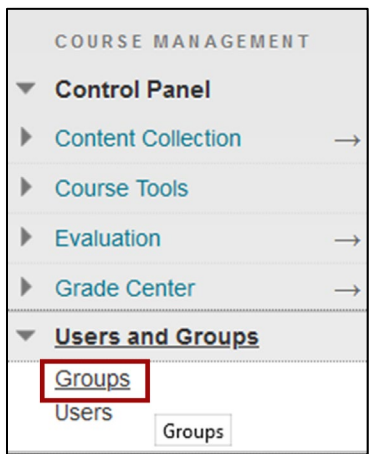 COURSE MANAGEMENT
Control Panel
Content Collection
Course Tools
Evaluation
Grade Center
Users and Groups
Groups
Users
Groups